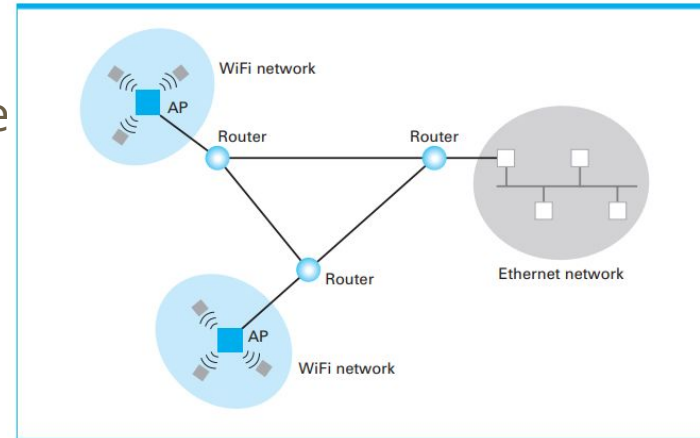 e
WiFi network
AP
Router
Router
Router
Ethernet network
AP
WiFi network